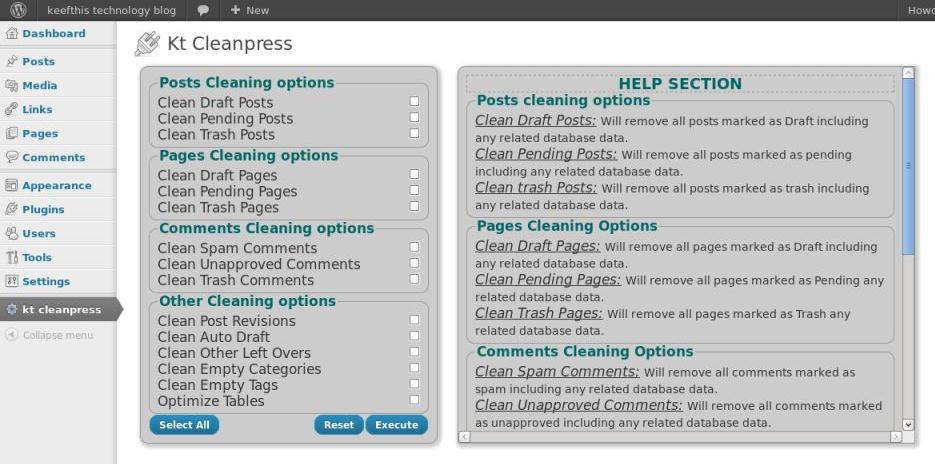 keefthis technology blog
New
Howd
Dashboard
Posts
Media
Links
Pages
Comments
Appearance
Plugins
Users
Tools
Settings
kt cleanpress
Collapse menu
Kt Cleanpress
Posts Cleaning options
Clean Draft Posts
Clean Pending Posts
Clean Trash Posts
Pages Cleaning options
Clean Draft Pages
Clean Pending Pages
Clean Trash Pages
Comments Cleaning options
Clean Spam Comments
Clean Unapproved Comments
Clean Trash Comments
Other Cleaning options
Clean Post Revisions
Clean Auto Draft
Clean Other Left Overs
Clean Empty Categories
Clean Empty Tags
Optimize Tables
Select All
Reset
Execute
HELP SECTION
Posts cleaning options
Clean Draft Posts: Will remove all posts marked as Draft including
any related database data.
Clean Pending Posts: Will remove all posts marked as pending
including any related database data.
Clean trash Posts: Will remove all posts marked as trash including
any related database data.
Pages Cleaning Options
Clean Draft Pages: Will remove all pages marked as Draft including
any related database data.
Clean Pending Pages: Will remove all pages marked as Pending any
related database data.
Clean Trash Pages: Will remove all pages marked as Trash any
related database data.
Comments Cleaning Options
Clean Spam Comments: Will remove all comments marked as
spam including any related database data.
Clean Unapproved Comments: Will remove all comments marked
as unapproved including any related database data.